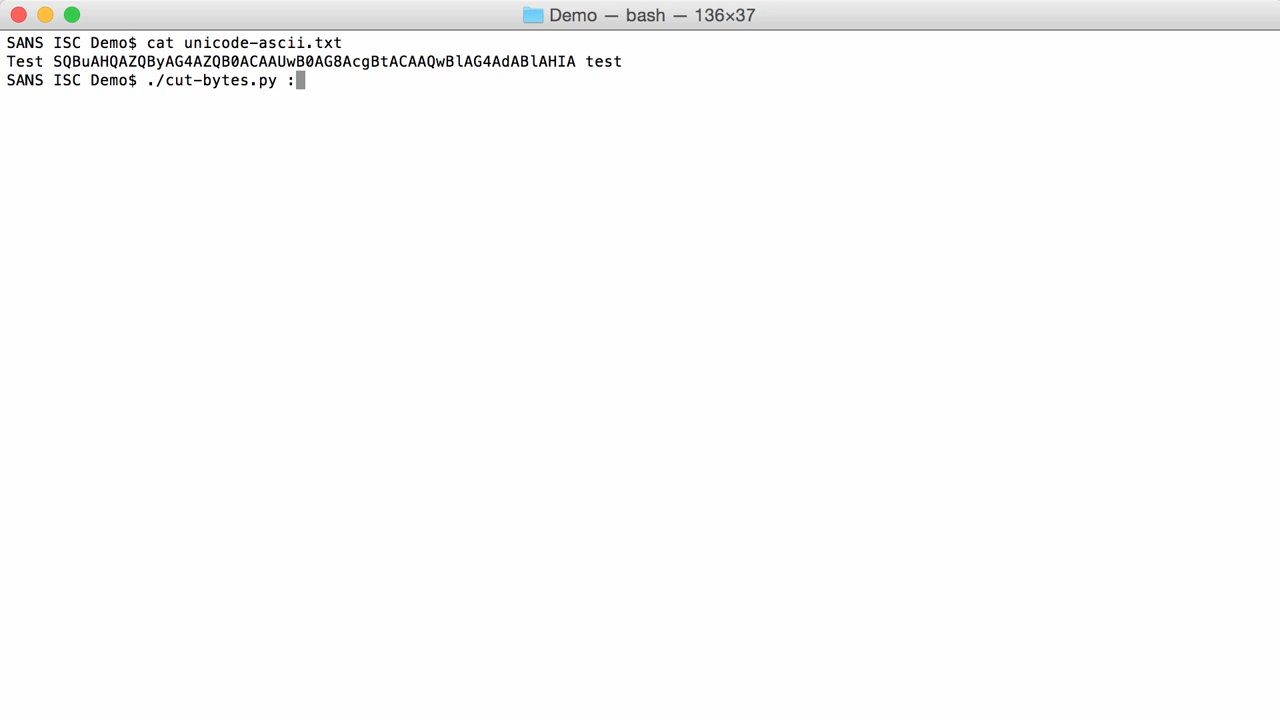 Demo — bash — 136×37
SANS ISC Demo$ cat unicode-ascii.txt
Test SQBuAHQAZQByAG4AZQB0ACAAUwB0AG8AcgBtACAAQwBlAG4AdABlAHIA test
SANS ISC Demo$ ./cut-bytes.py :